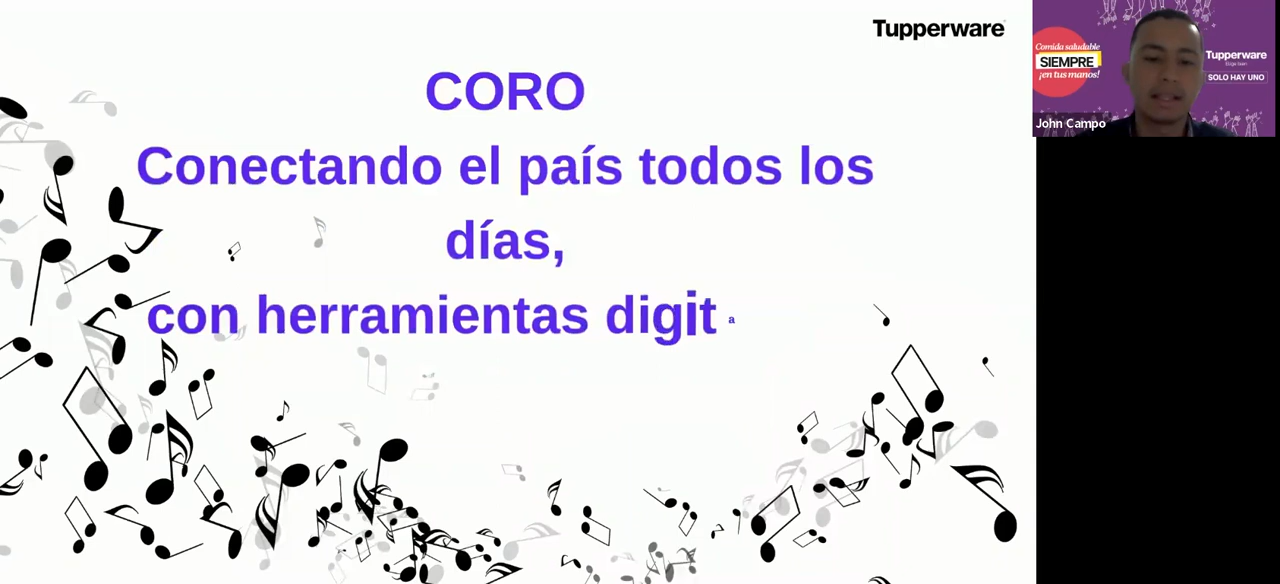 Tupperware
CORO
Conectando el país todos los
días,
con herramientas digit a
Comida saludable
SIEMPRE
¡en tus manos!
Tupperware
SOLO HAY UNO
John Campo